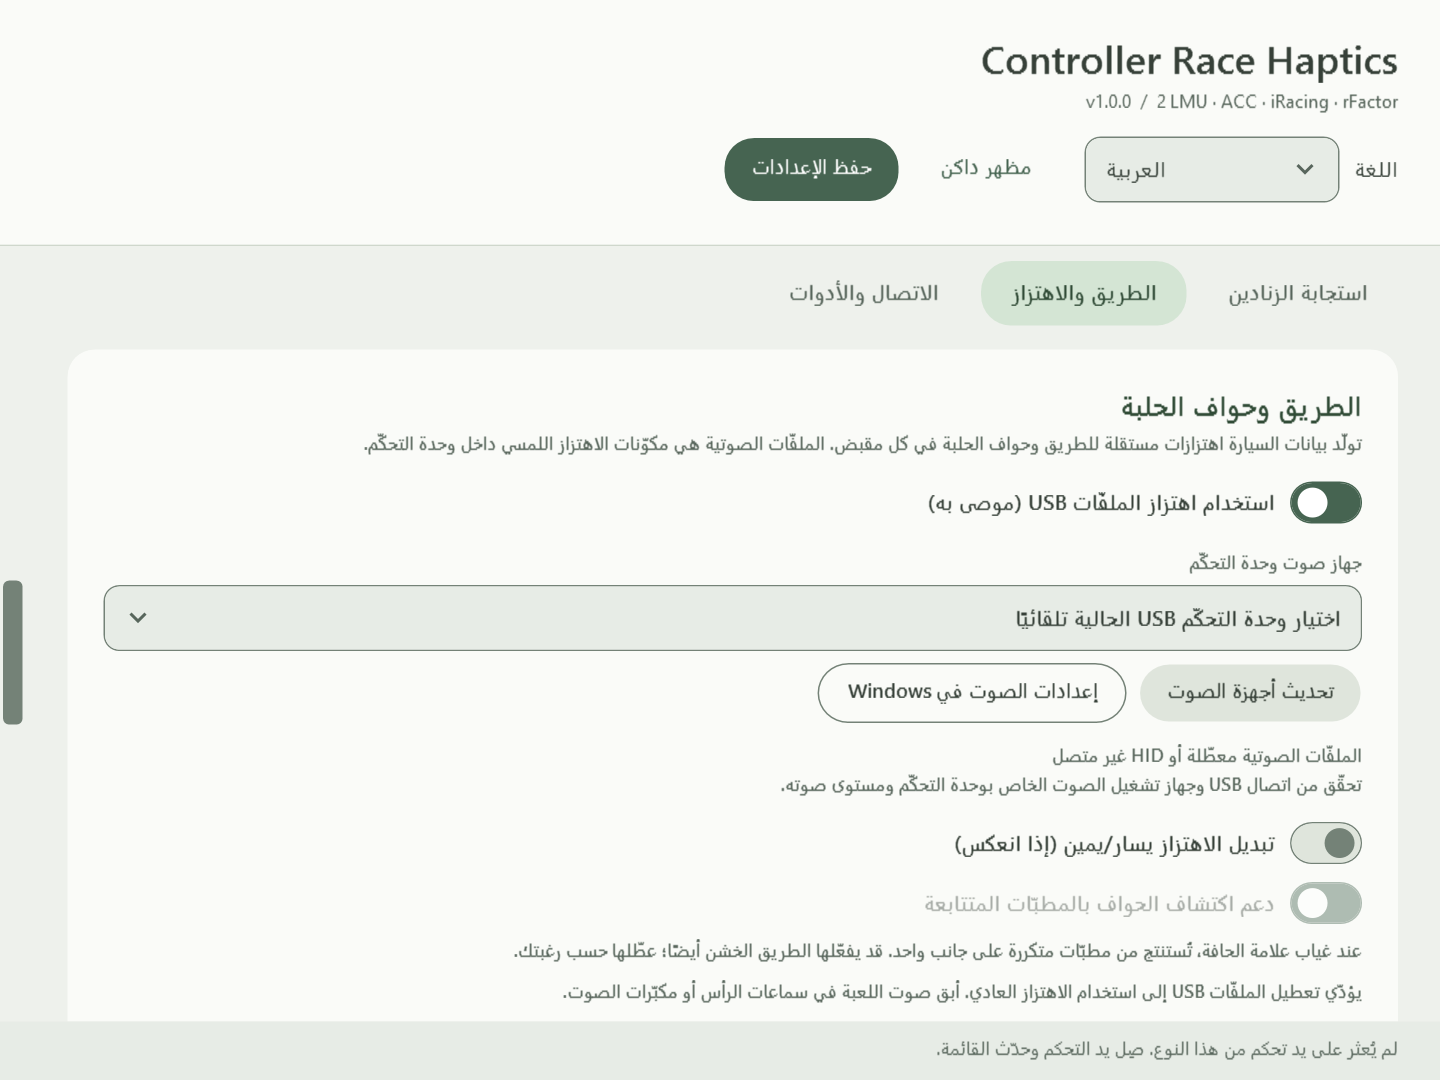 Controller Race Haptics
v1.0.0 / 2 LMU · ACC · iRacing · rFactor
اللغة العربية مظهر داكن حفظ الإعدادات
استجابة الزنادين الطريق والاهتزاز الاتصال والأدوات
الطريق وحواف الحلبة
تولّد بيانات السيارة اهتزازات مستقلة للطريق وحواف الحلبة في كل مقبض. الملفّات الصوتية هي مكوّنات الاهتزاز اللمسي داخل وحدة التحكّم.
استخدام اهتزاز الملفّات USB (موصى به)
جهاز صوت وحدة التحكّم
اختيار وحدة التحكّم USB الحالية تلقائيًا
تحديث أجهزة الصوت إعدادات الصوت في Windows
الملفّات الصوتية معطّلة أو HID غير متصل
تحقّق من اتصال USB وجهاز تشغيل الصوت الخاص بوحدة التحكّم ومستوى صوته.
تبديل الاهتزاز يسار/يمين (إذا انعكس)
دعم اكتشاف الحواف بالمطبّات المتتابعة
عند غياب علامة الحافة، تُستنتج من مطبّات متكررة على جانب واحد. قد يفعّلها الطريق الخشن أيضًا؛ عطّلها حسب رغبتك.
يؤدّي تعطيل الملفّات USB إلى استخدام الاهتزاز العادي. أبق صوت اللعبة في سماعات الرأس أو مكبّرات الصوت.
لم يُعثر على يد تحكم من هذا النوع. صِل يد التحكم وحدّث القائمة.